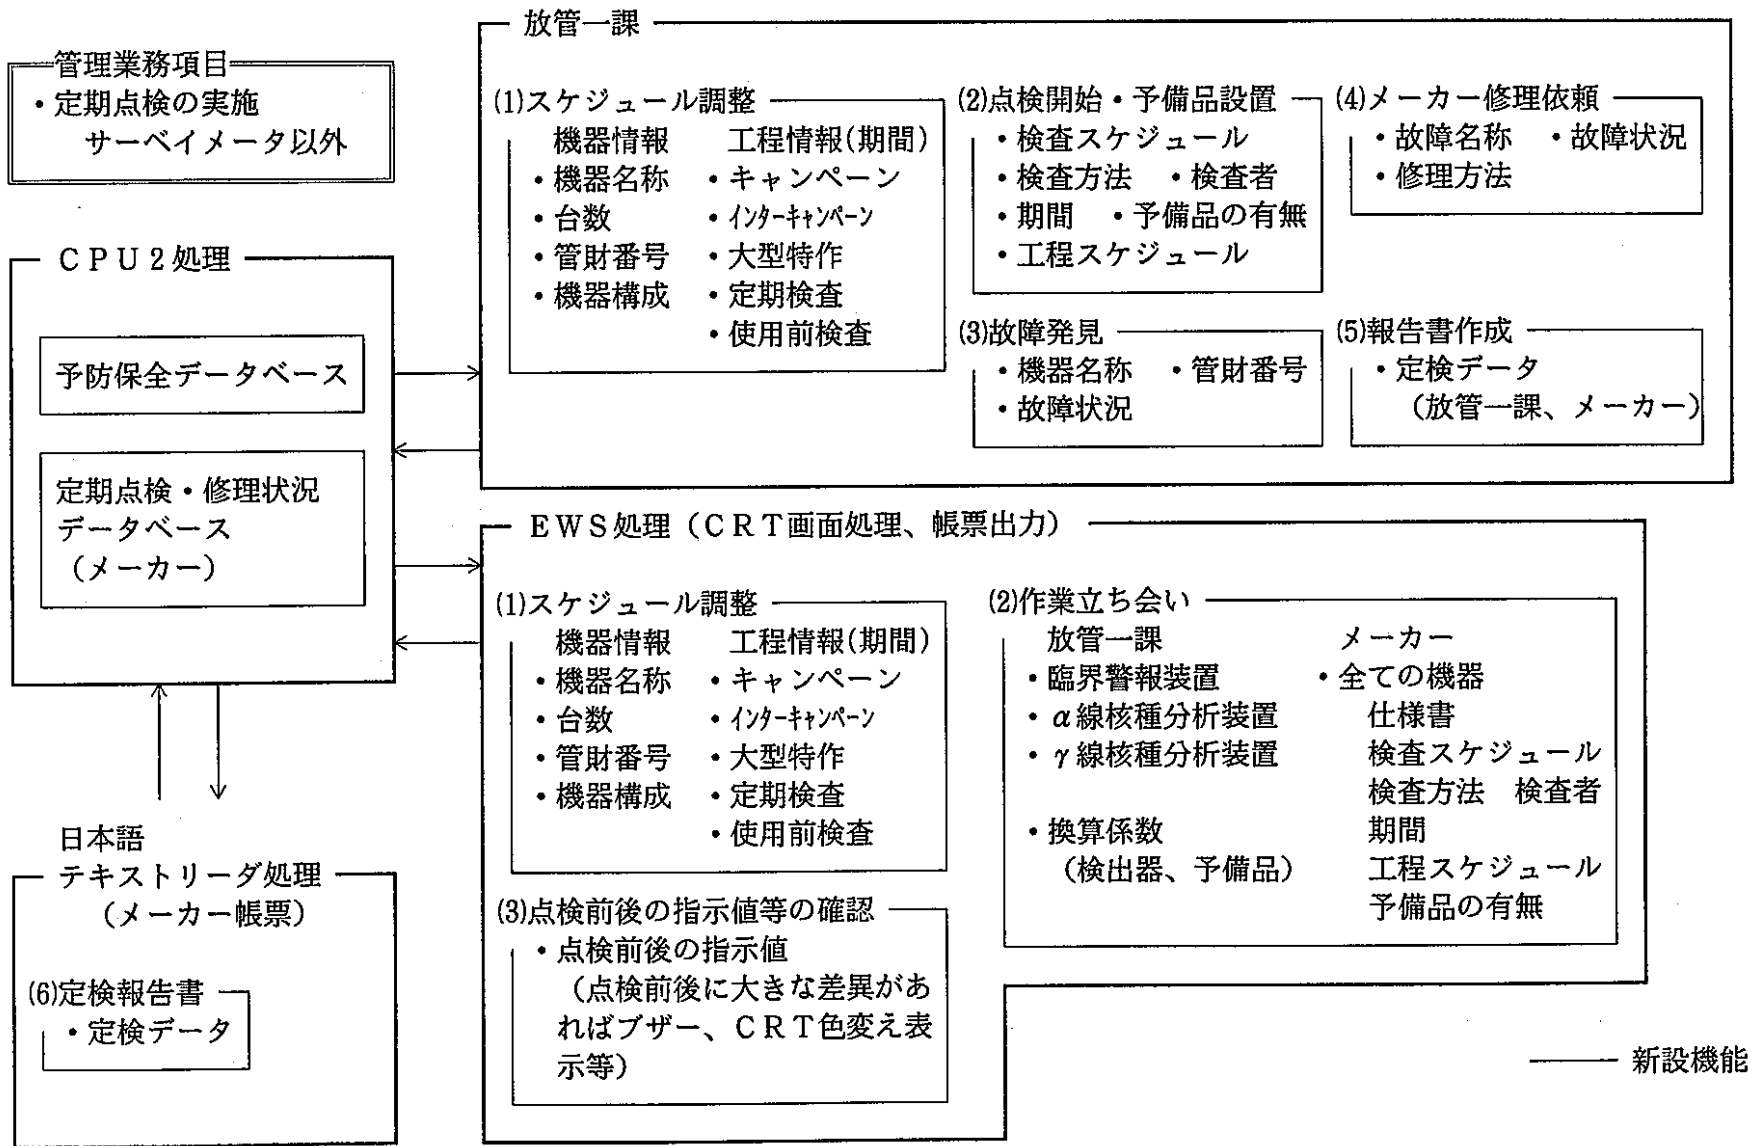 管理業務項目
・定期点検の実施
サーベイメータ以外
CPU2処理
予防保全データベース
定期点検・修理状況
データベース
（メーカー）
日本語
テキストリーダ処理
（メーカー帳票）
(6)定検報告書
・定検データ
放管一課
(1)スケジュール調整
機器情報　工程情報(期間)
・機器名称　・キャンペーン
・台数　・インターキャンペーン
・管財番号　・大型特作
・機器構成　・定期検査
・使用前検査
(2)点検開始・予備品設置
・検査スケジュール
・検査方法　・検査者
・期間　・予備品の有無
・工程スケジュール
(3)故障発見
・機器名称　・管財番号
・故障状況
(4)メーカー修理依頼
・故障名称　・故障状況
・修理方法
(5)報告書作成
・定検データ
（放管一課、メーカー）
EWS処理（CRT画面処理、帳票出力）
(1)スケジュール調整
機器情報　工程情報(期間)
・機器名称　・キャンペーン
・台数　・インターキャンペーン
・管財番号　・大型特作
・機器構成　・定期検査
・使用前検査
(2)作業立ち会い
放管一課　メーカー
・臨界警報装置　・全ての機器
・α線核種分析装置　仕様書
・γ線核種分析装置　検査スケジュール
検査方法　検査者
・換算係数　期間
（検出器、予備品）　工程スケジュール
予備品の有無
(3)点検前後の指示値等の確認
・点検前後の指示値
（点検前後に大きな差異があ
ればブザー、CRT色変え表
示等）
新設機能